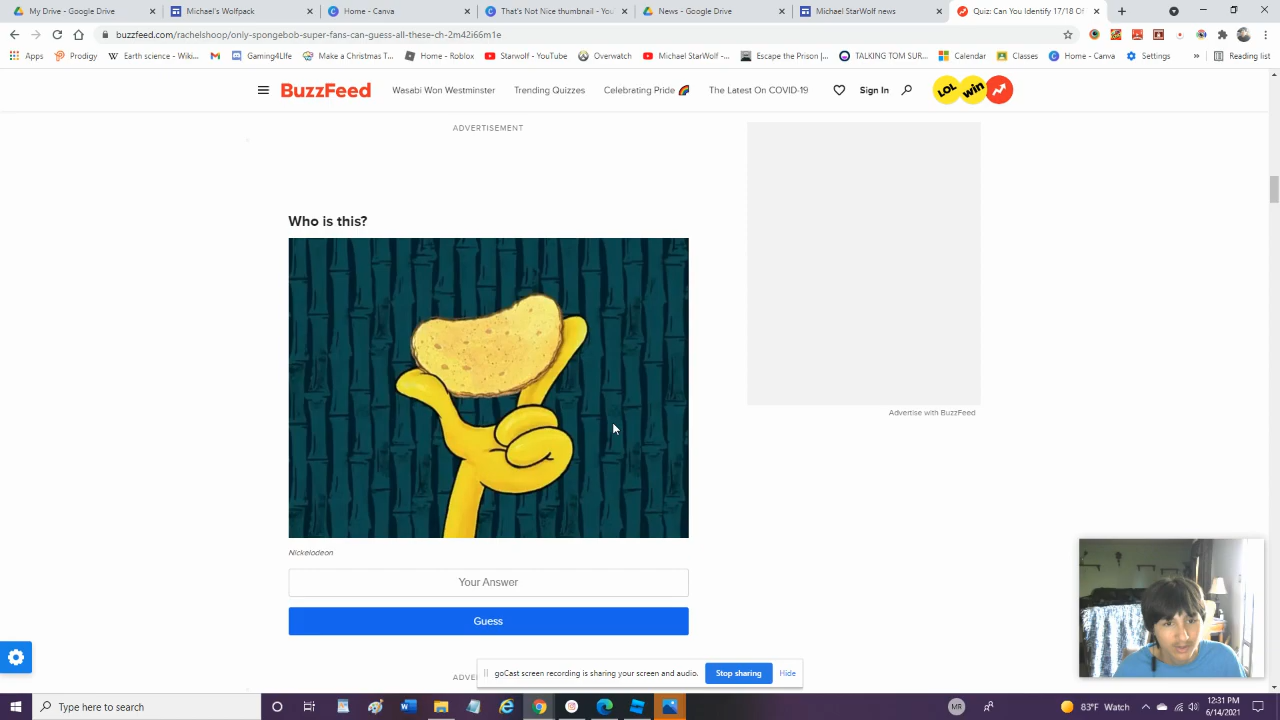 My Drive - Google Drive
Michael's Wolfpack
Home - Canva
That's Not thumbnail - You
News - Google Drive
Michael StarWolf news
Quiz: Can You Identify 17/18 Of
buzzfeed.com/rachelshoop/only-spongebob-super-fans-can-guess-all-these-ch-2m42i66m1e
Apps
Prodigy
Earth science - Wiki...
Gaming4LIfe
Make a Christmas T...
Home - Roblox
Starwolf - YouTube
Overwatch
Michael StarWolf -...
Escape the Prison |...
TALKING TOM SUR...
Calendar
Classes
Home - Canva
Settings
Reading list
BuzzFeed
Wasabi Won Westminster
Trending Quizzes
Celebrating Pride
The Latest On COVID-19
Sign In
LOL
win
ADVERTISEMENT
Who is this?
Nickelodeon
Advertise with BuzzFeed
Your Answer
Guess
ADVE
goCast screen recording is sharing your screen and audio.
Stop sharing
Hide
Type here to search
MR
83°F Watch
12:31 PM
6/14/2021